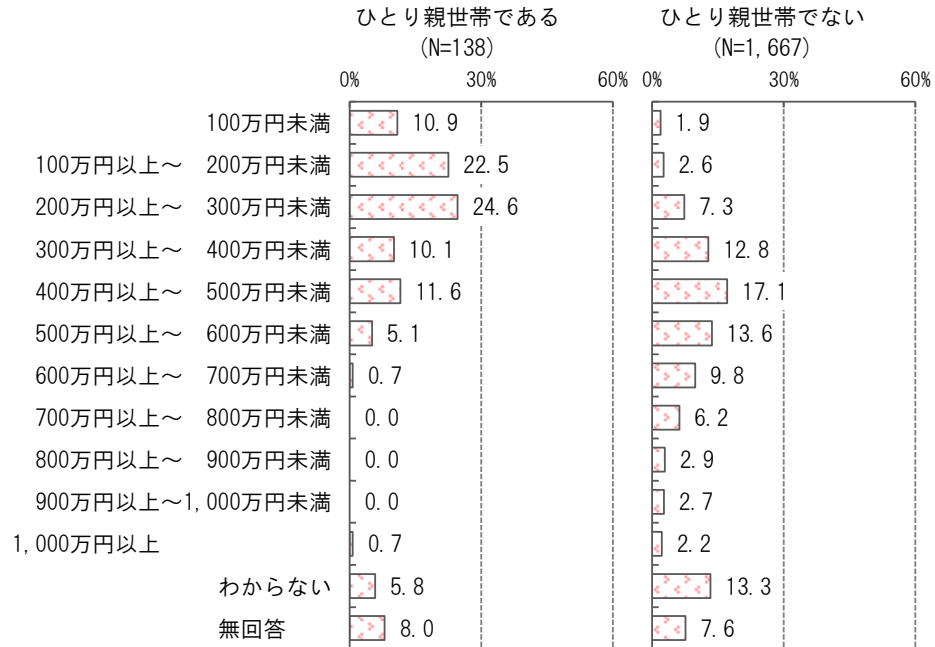 ひとり親世帯である ひとり親世帯でない
(N=138) (N=1,667)
0% 30% 60% 0% 30% 60%
100万円未満 10.9 1.9
100万円以上～ 200万円未満 22.5 2.6
200万円以上～ 300万円未満 24.6 7.3
300万円以上～ 400万円未満 10.1 12.8
400万円以上～ 500万円未満 11.6 17.1
500万円以上～ 600万円未満 5.1 13.6
600万円以上～ 700万円未満 0.7 9.8
700万円以上～ 800万円未満 0.0 6.2
800万円以上～ 900万円未満 0.0 2.9
900万円以上～1,000万円未満 0.0 2.7
1,000万円以上 0.7 2.2
わからない 5.8 13.3
無回答 8.0 7.6